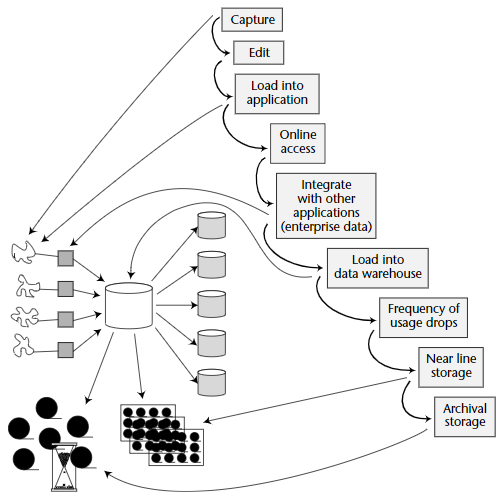 Capture
Edit
Load into
application
Online
access
Integrate
with other
applications
(enterprise data)
Load into
data warehouse
Frequency of
usage drops
Near line
storage
Archival
storage